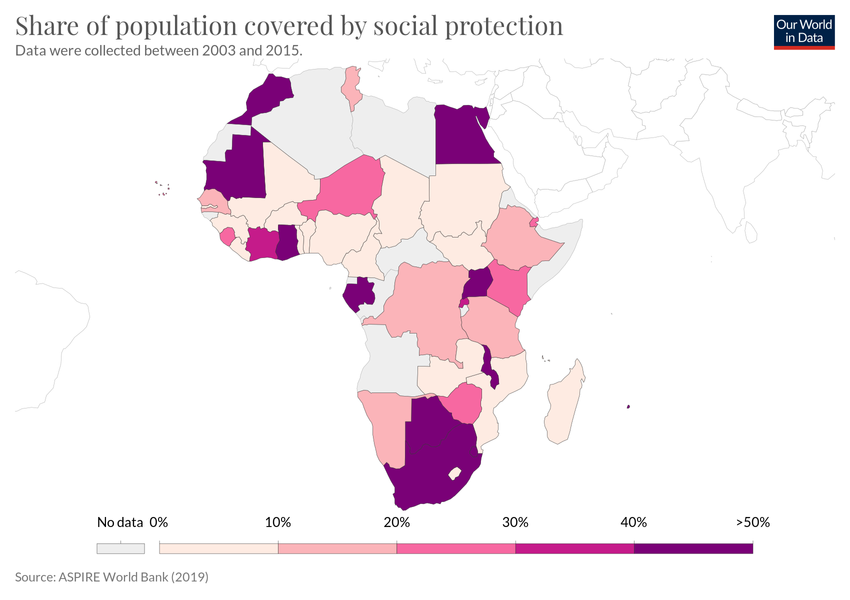 Share of population covered by social protection
Data were collected between 2003 and 2015.
Our World
in Data
No data 0% 10% 20% 30% 40% >50%
Source: ASPIRE World Bank (2019)